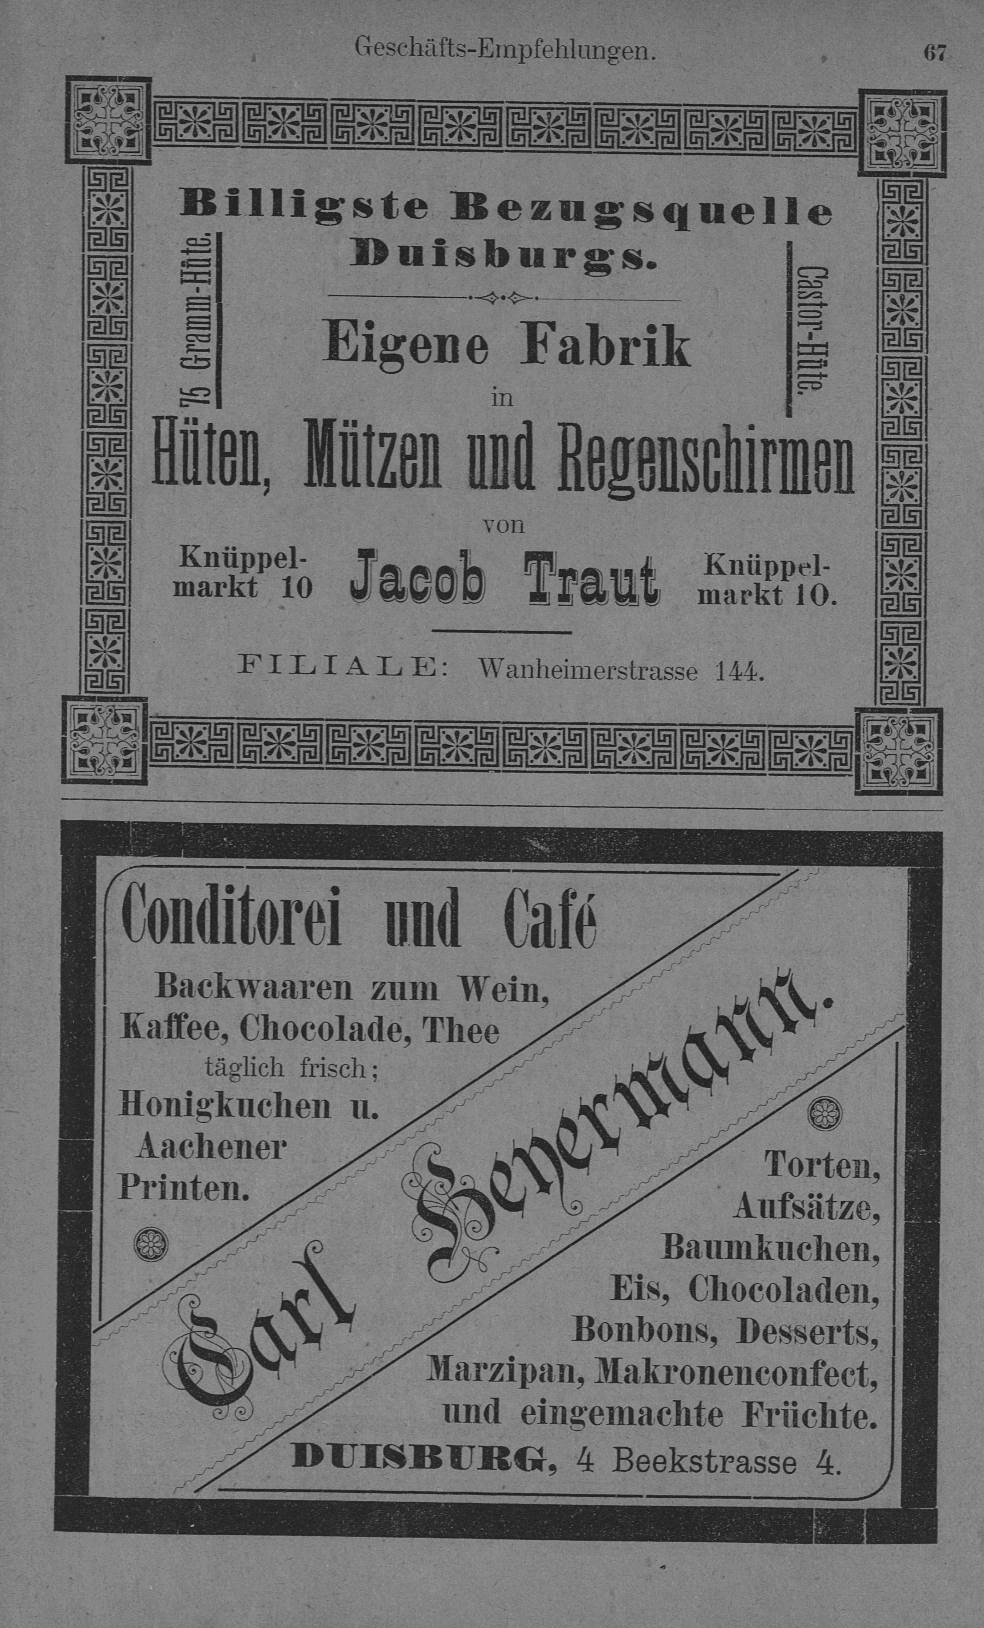 Geschäfts-Empfehlungen.
67
Billigste Bezugsquelle
Duisburgs.
75 Gramm-Hüte.
Castor-Hüte.
Eigene Fabrik
in
Hüten, Mützen und Regenschirmen
von
Knüppel-
markt 10
Jacob Traut
Knüppel-
markt 10.
FILIALE: Wanheimerstrasse 144.
Conditorei und Café
Backwaaren zum Wein,
Kaffee, Chocolade, Thee
täglich frisch;
Honigkuchen u.
Aachener
Printen.
Carl Heyermann.
Torten,
Aufsätze,
Baumkuchen,
Eis, Chocoladen,
Bonbons, Desserts,
Marzipan, Makronenconfect,
und eingemachte Früchte.
DUISBURG, 4 Beekstrasse 4.